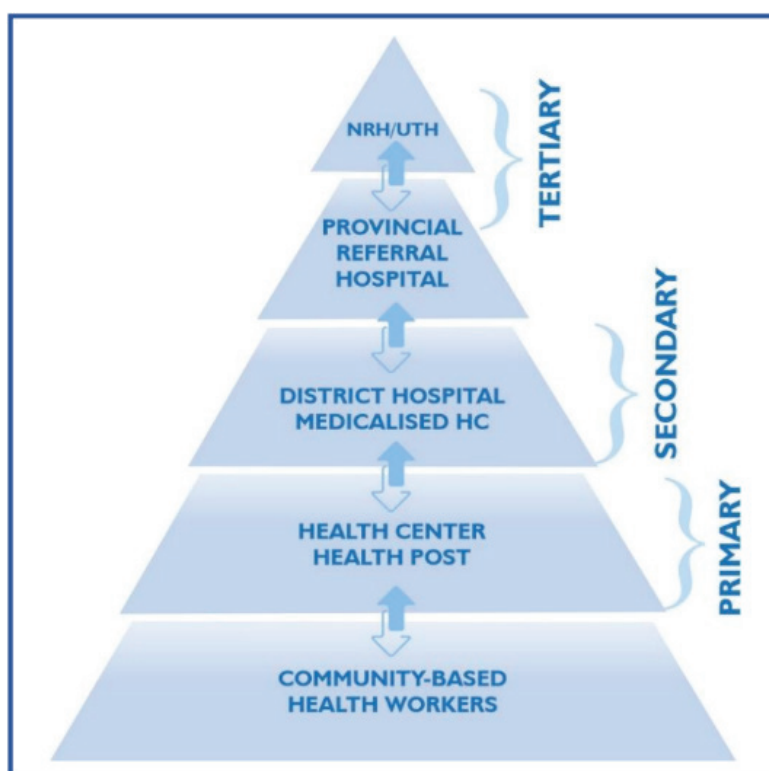 NRH/UTH
TERTIARY
PROVINCIAL
REFERRAL
HOSPITAL
DISTRICT HOSPITAL
MEDICALISED HC
SECONDARY
HEALTH CENTER
HEALTH POST
PRIMARY
COMMUNITY-BASED
HEALTH WORKERS